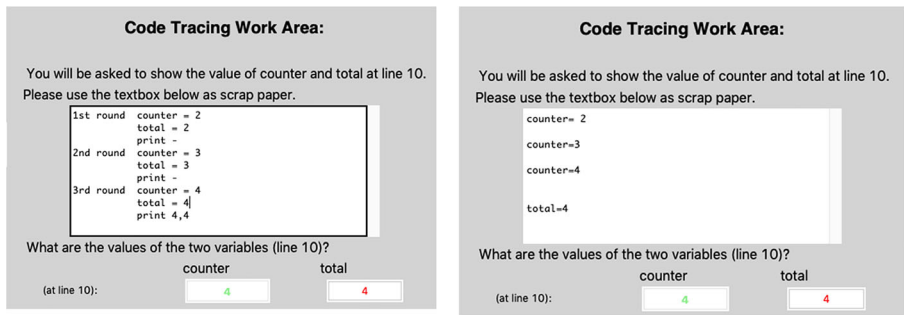 Code Tracing Work Area:
You will be asked to show the value of counter and total at line 10.
Please use the textbox below as scrap paper.
1st round counter = 2
total = 2
print -
2nd round counter = 3
total = 3
print -
3rd round counter = 4
total = 4
print 4,4
What are the values of the two variables (line 10)?
counter total
(at line 10): 4 4
Code Tracing Work Area:
You will be asked to show the value of counter and total at line 10.
Please use the textbox below as scrap paper.
counter= 2
counter=3
counter=4
total=4
What are the values of the two variables (line 10)?
counter total
(at line 10): 4 4